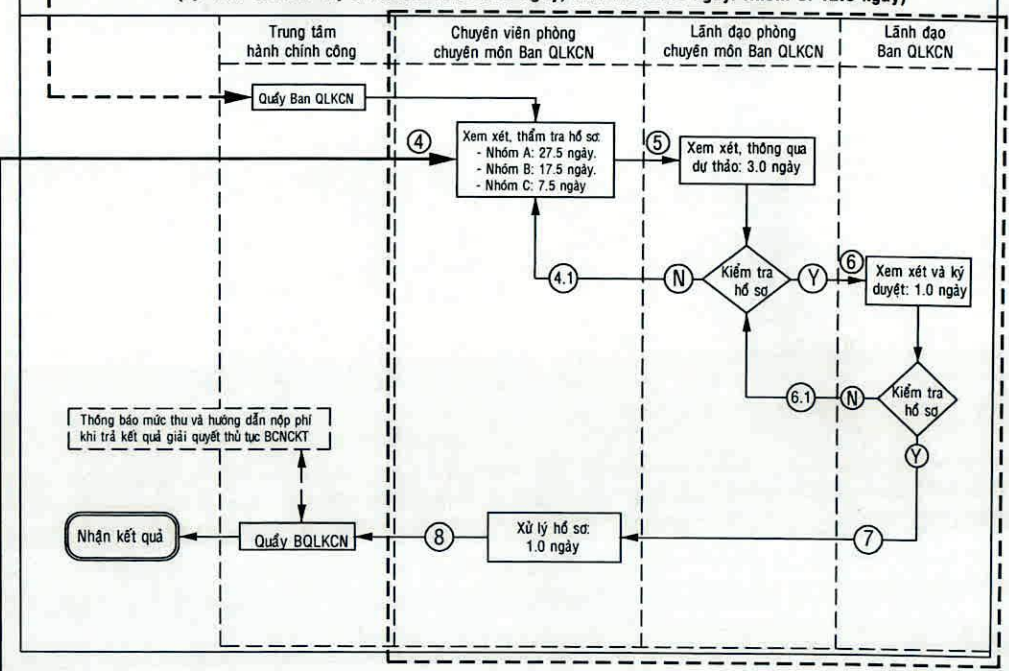 Trung tâm
hành chính công
Chuyên viên phòng
chuyên môn Ban QLKCN
Lãnh đạo phòng
chuyên môn Ban QLKCN
Lãnh đạo
Ban QLKCN
Quầy Ban QLKCN
4
Xem xét, thẩm tra hồ sơ:
- Nhóm A: 27.5 ngày.
- Nhóm B: 17.5 ngày.
- Nhóm C: 7.5 ngày
5
Xem xét, thông qua
dự thảo: 3.0 ngày
4.1
N
Kiểm tra
hồ sơ
Y
6
Xem xét và ký
duyệt: 1.0 ngày
6.1
N
Kiểm tra
hồ sơ
Y
Thông báo mức thu và hướng dẫn nộp phí
khi trả kết quả giải quyết thủ tục BCNCKT
Nhận kết quả
Quầy BQLKCN
8
Xử lý hồ sơ:
1.0 ngày
7